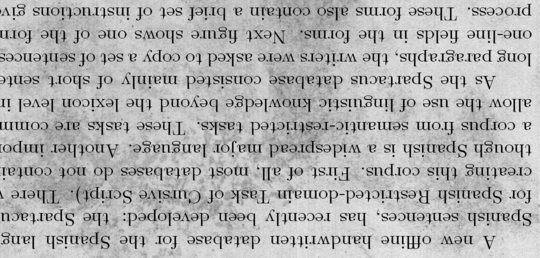 A new offline handwritten database for the Spanish lang
Spanish sentences, has recently been developed: the Spartacu
for Spanish Restricted-domain Task of Cursive Script). There
creating this corpus. First of all, most databases do not contai
though Spanish is a widespread major language. Another impor
a corpus from semantic-restricted tasks. These tasks are comm
allow the use of linguistic knowledge beyond the lexicon level i
As the Spartacus database consisted mainly of short sente
long paragraphs, the writers were asked to copy a set of sentences
one-line fields in the forms. Next figure shows one of the form
process. These forms also contain a brief set of instructions giv